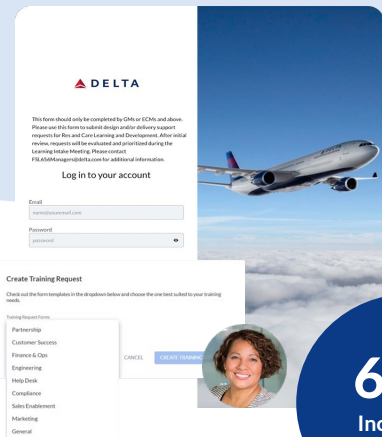 DELTA
This form should only be completed by GMs or ECMs and above.
Please use this form to submit design and/or delivery support
requests for Res and Care Learning and Development. After initial
review, requests will be evaluated and prioritized during the
Learning Intake Meeting. Please contact
FSL656Managers@delta.com for additional information.
Log in to your account
Email
name@youremail.com
Password
password
Create Training Request
Check out the form templates in the dropdown below and choose the one best suited to your training
needs.
Training Request Forms
Partnership
Customer Success
Finance & Ops
Engineering
Help Desk
Compliance
Sales Enablement
Marketing
General
CANCEL
CREATE TRAINING
6
Inc